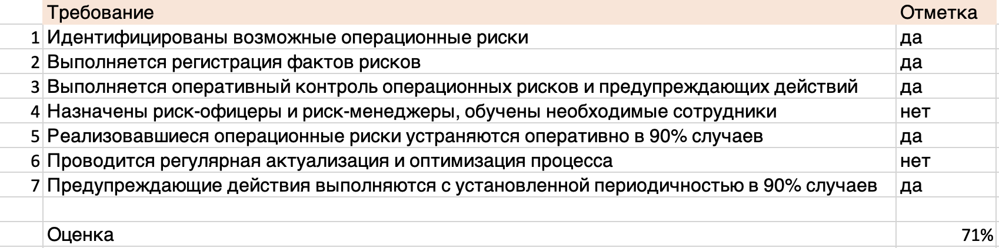 Требование Отметка
1 Идентифицированы возможные операционные риски да
2 Выполняется регистрация фактов рисков да
3 Выполняется оперативный контроль операционных рисков и предупреждающих действий да
4 Назначены риск-офицеры и риск-менеджеры, обучены необходимые сотрудники нет
5 Реализовавшиеся операционные риски устраняются оперативно в 90% случаев да
6 Проводится регулярная актуализация и оптимизация процесса нет
7 Предупреждающие действия выполняются с установленной периодичностью в 90% случаев да
Оценка 71%